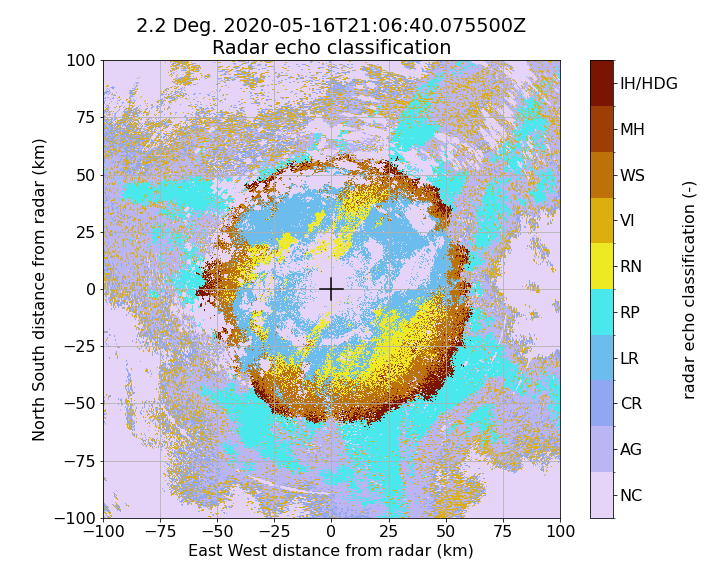 2.2 Deg. 2020-05-16T21:06:40.075500Z
Radar echo classification
100
75
50
25
0
−25
−50
−75
−100
North South distance from radar (km)
−100 −75 −50 −25 0 25 50 75 100
East West distance from radar (km)
IH/HDG
MH
WS
VI
RN
RP
LR
CR
AG
NC
radar echo classification (-)